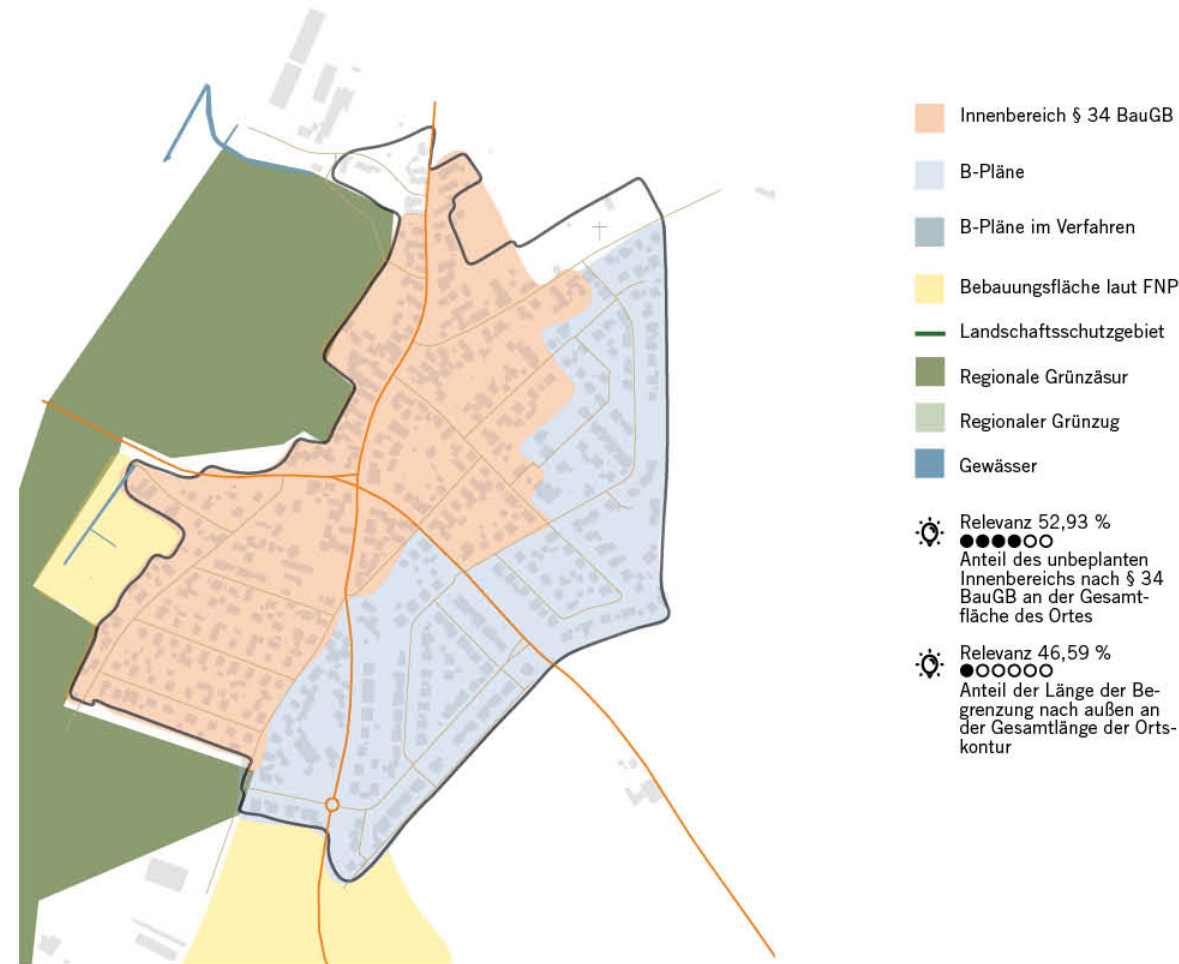 Innenbereich § 34 BauGB
B-Pläne
B-Pläne im Verfahren
Bebauungsfläche laut FNP
Landschaftsschutzgebiet
Regionale Grünzäsur
Regionaler Grünzug
Gewässer
Relevanz 52,93 %
Anteil des unbeplanten
Innenbereichs nach § 34
BauGB an der Gesamt-
fläche des Ortes
Relevanz 46,59 %
Anteil der Länge der Be-
grenzung nach außen an
der Gesamtlänge der Orts-
kontur